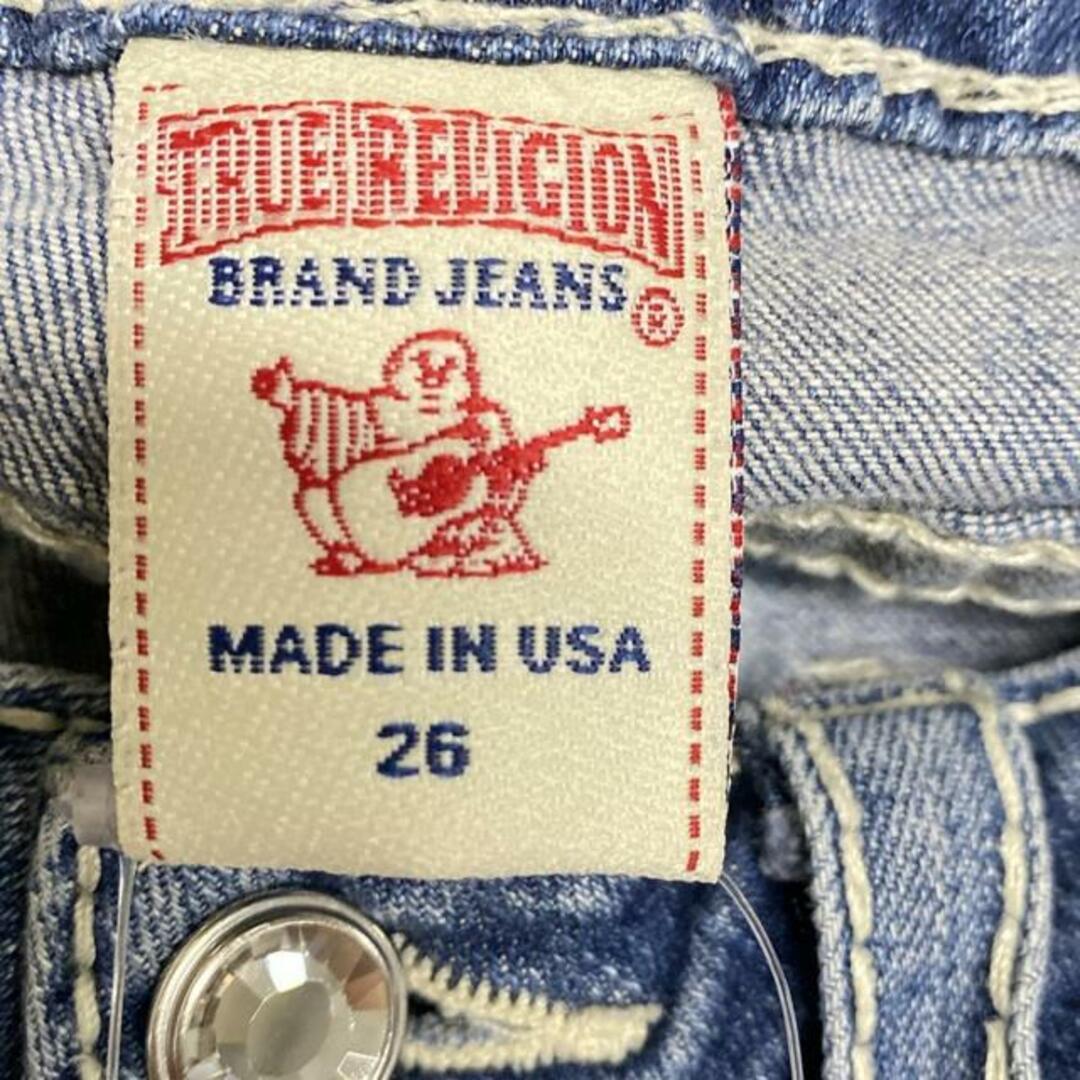 TRUE RELIGION
BRAND JEANS ®
MADE IN USA
26